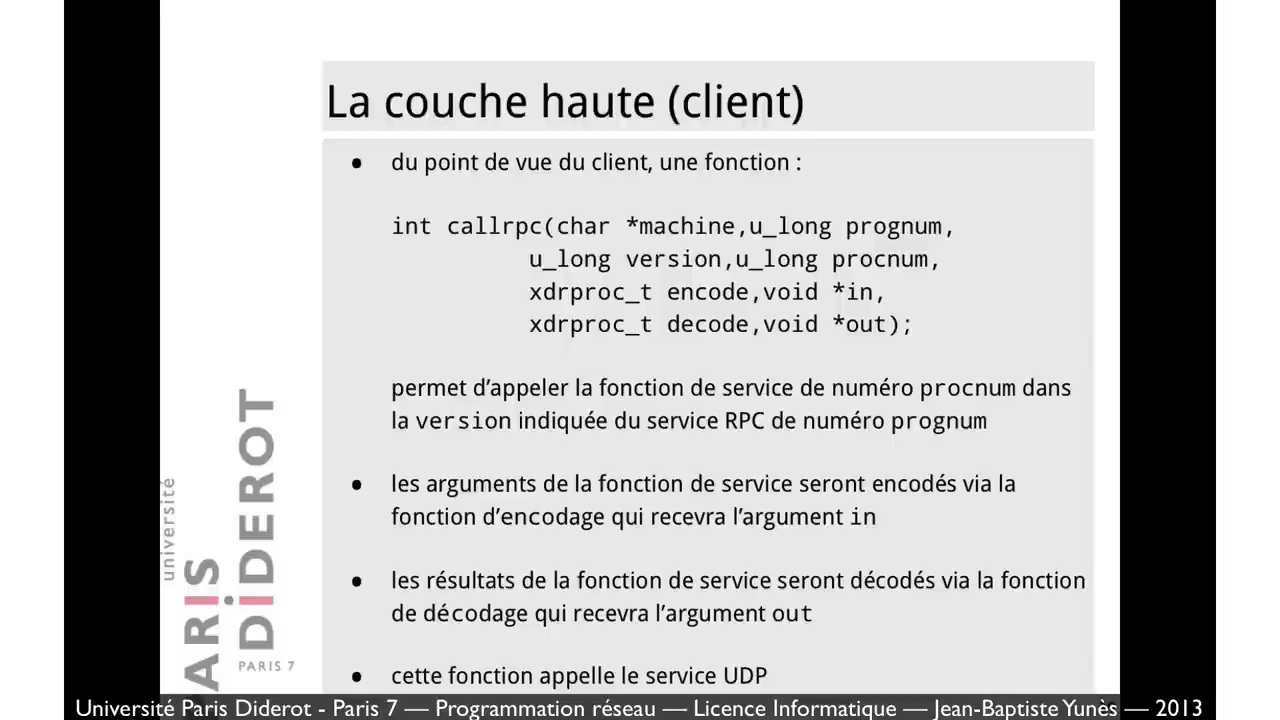 La couche haute (client)
• du point de vue du client, une fonction :
int callrpc(char *machine,u_long prognum,
u_long version,u_long procnum,
xdrproc_t encode,void *in,
xdrproc_t decode,void *out);
permet d’appeler la fonction de service de numéro procnum dans
la version indiquée du service RPC de numéro prognum
• les arguments de la fonction de service seront encodés via la
fonction d’encodage qui recevra l’argument in
• les résultats de la fonction de service seront décodés via la fonction
de décodage qui recevra l’argument out
• cette fonction appelle le service UDP
université
PARIS
DiDEROT
PARIS 7
Université Paris Diderot - Paris 7 — Programmation réseau — Licence Informatique — Jean-Baptiste Yunès — 2013